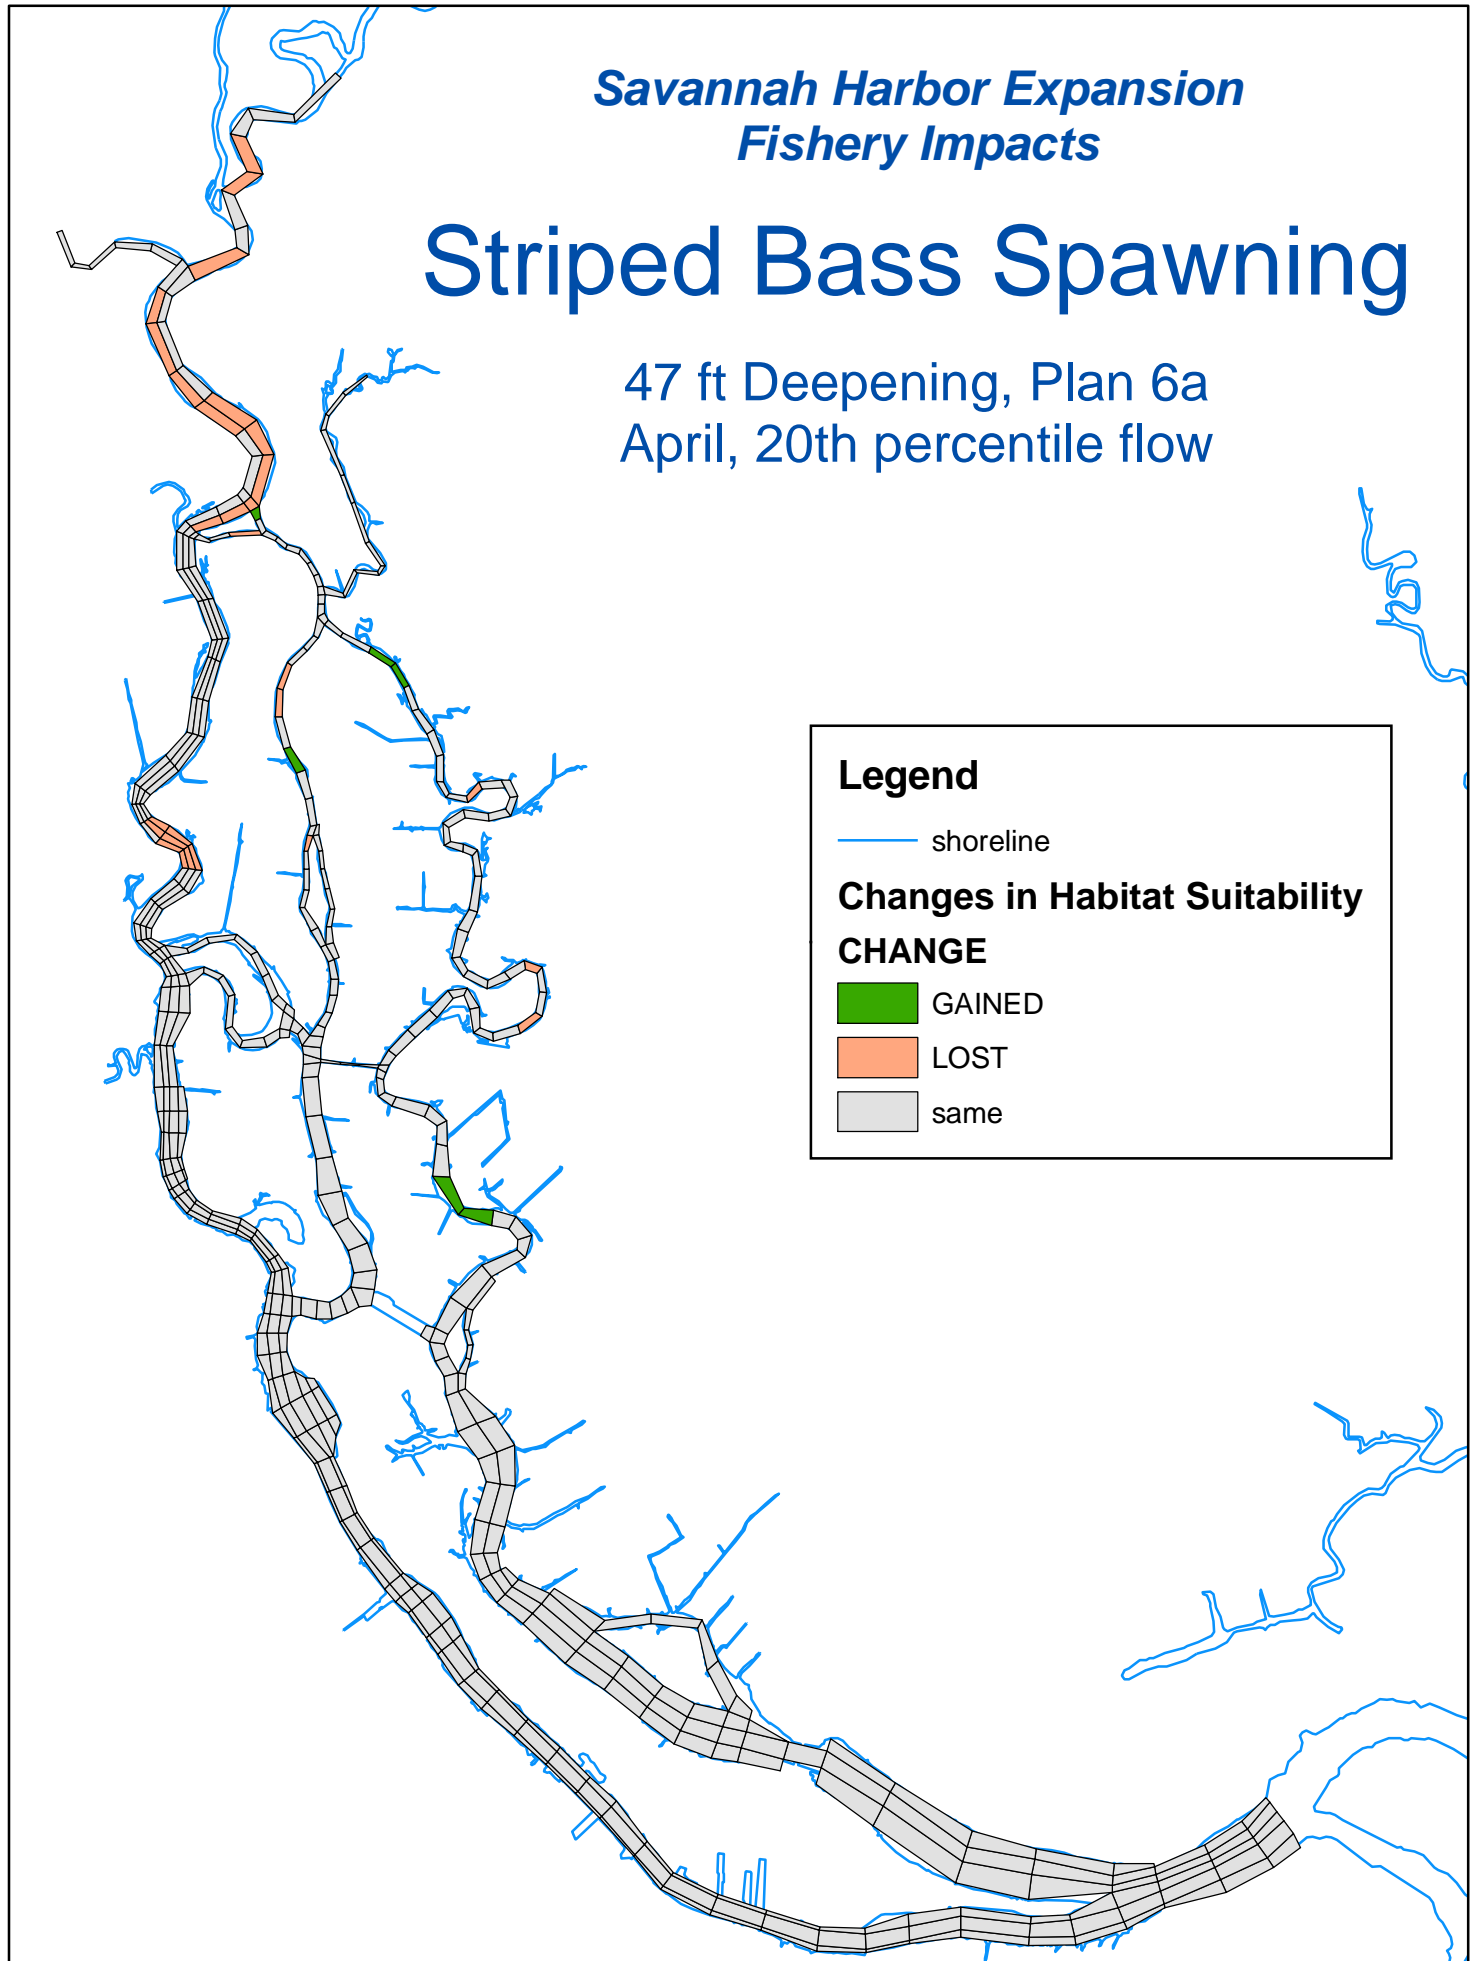 Savannah Harbor Expansion
Fishery Impacts
Striped Bass Spawning
47 ft Deepening, Plan 6a
April, 20th percentile flow
Legend
shoreline
Changes in Habitat Suitability
CHANGE
GAINED
LOST
same